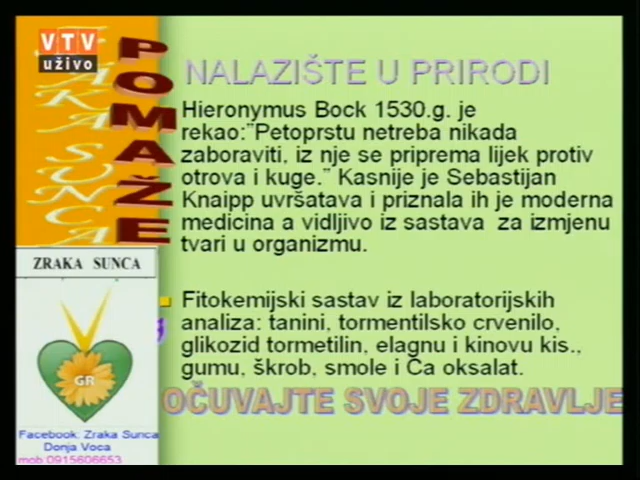 VTV
uživo
ZRAKA SUNCA
POMAŽE
NALAZIŠTE U PRIRODI
Hieronymus Bock 1530.g. je
rekao:¨Petoprstu netreba nikada
zaboraviti, iz nje se priprema lijek protiv
otrova i kuge.¨ Kasnije je Sebastijan
Knaipp uvršatava i priznala ih je moderna
medicina a vidljivo iz sastava  za izmjenu
tvari u organizmu.
Fitokemijski sastav iz laboratorijskih
analiza: tanini, tormentilsko crvenilo,
glikozid tormetilin, elagnu i kinovu kis.,
gumu, škrob, smole i Ca oksalat.
OČUVAJTE SVOJE ZDRAVLJE
ZRAKA SUNCA
GR
Facebook: Zraka Sunca
Donja Voca
mob:0915606653